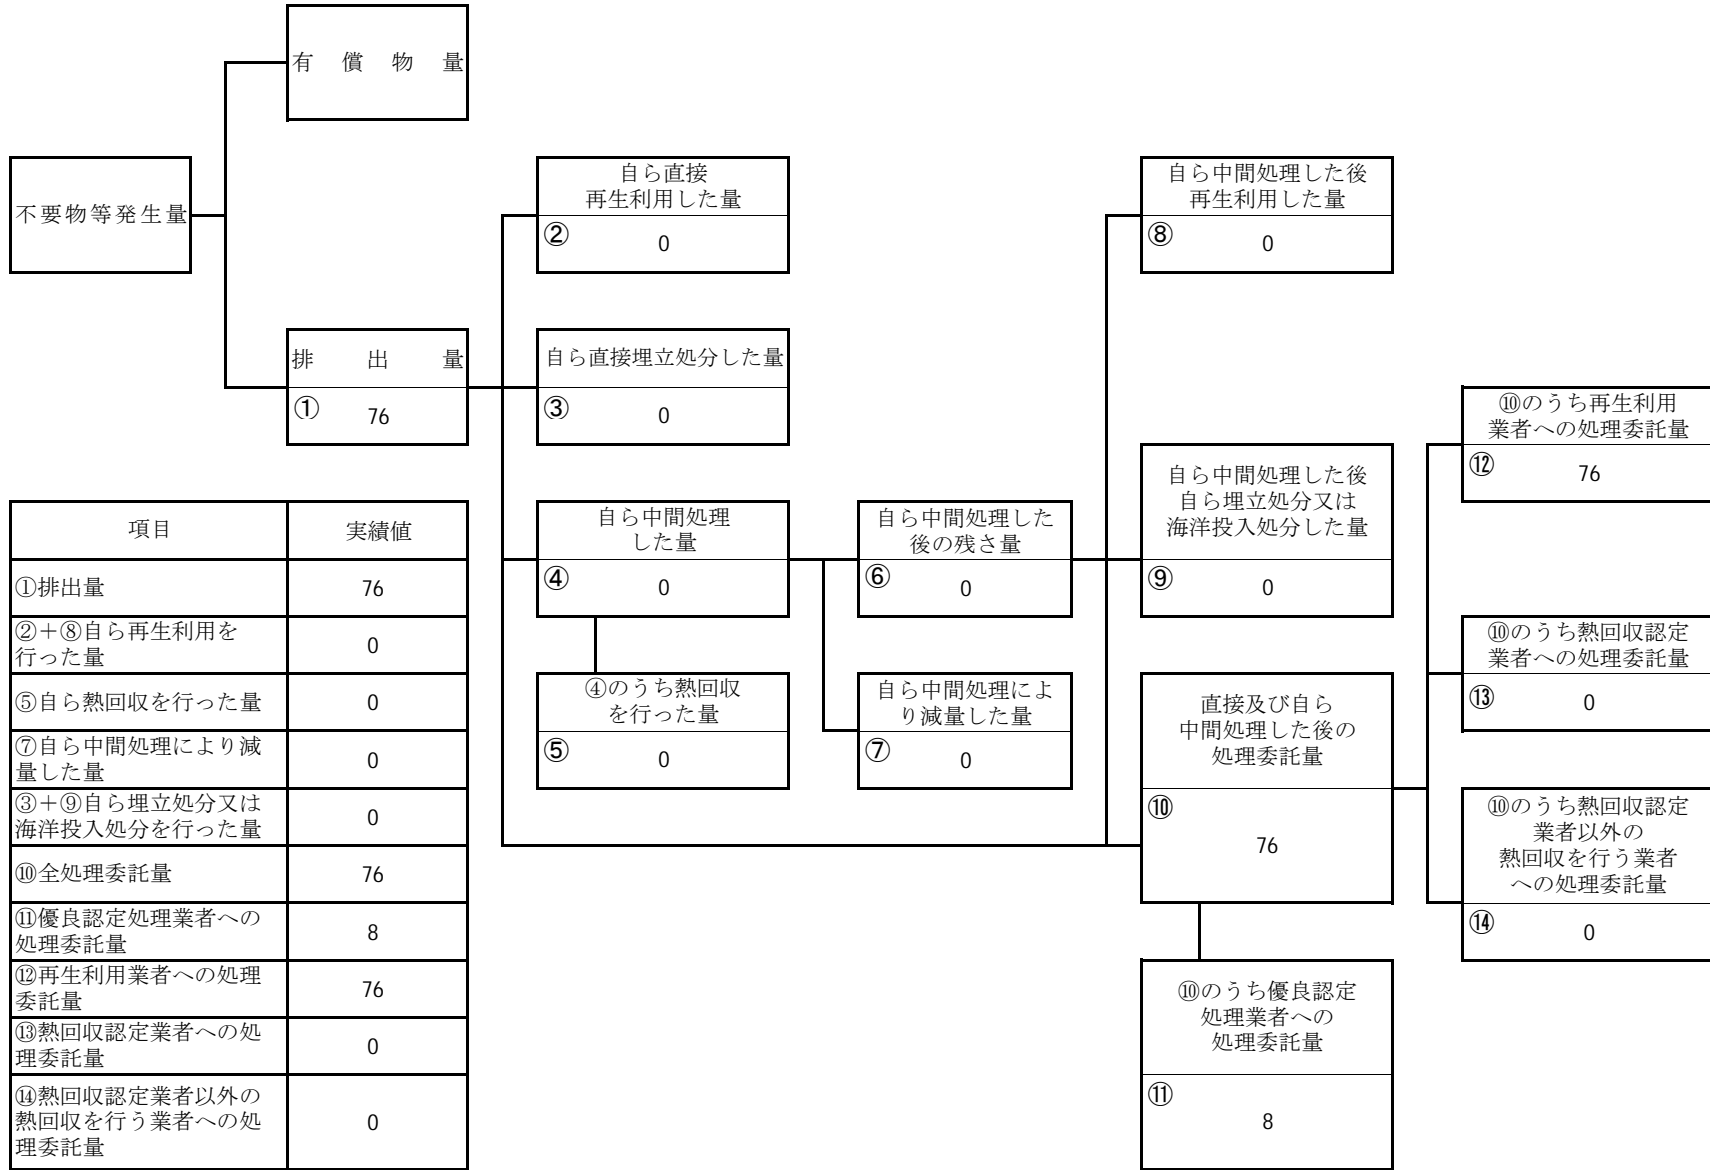 有償物量
不要物等発生量
排出量
① 76
自ら直接
再生利用した量
② 0
自ら直接埋立処分した量
③ 0
自ら中間処理
した量
④ 0
④のうち熱回収
を行った量
⑤ 0
自ら中間処理した
後の残さ量
⑥ 0
自ら中間処理によ
り減量した量
⑦ 0
自ら中間処理した後
再生利用した量
⑧ 0
自ら中間処理した後
自ら埋立処分又は
海洋投入処分した量
⑨ 0
直接及び自ら
中間処理した後の
処理委託量
⑩
76
⑩のうち優良認定
処理業者への
処理委託量
⑪
8
⑩のうち再生利用
業者への処理委託量
⑫ 76
⑩のうち熱回収認定
業者への処理委託量
⑬ 0
⑩のうち熱回収認定
業者以外の
熱回収を行う業者
への処理委託量
⑭ 0
項目 実績値
①排出量 76
②+⑧自ら再生利用を
行った量 0
⑤自ら熱回収を行った量 0
⑦自ら中間処理により減
量した量 0
③+⑨自ら埋立処分又は
海洋投入処分を行った量 0
⑩全処理委託量 76
⑪優良認定処理業者への
処理委託量 8
⑫再生利用業者への処理
委託量 76
⑬熱回収認定業者への処
理委託量 0
⑭熱回収認定業者以外の
熱回収を行う業者への処
理委託量 0